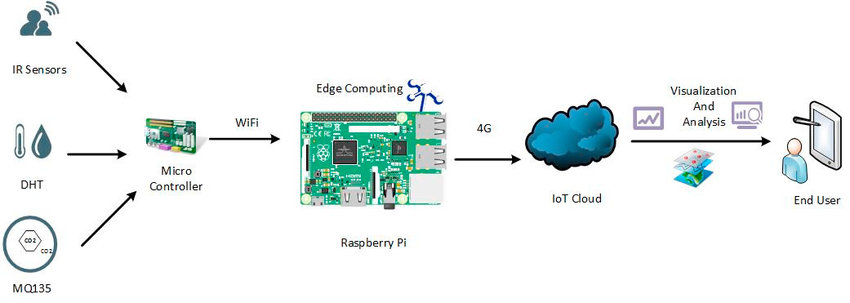 IR Sensors
DHT
CO2
CO2
MQ135
Micro
Controller
WiFi
Edge Computing
Raspberry Pi
4G
IoT Cloud
Visualization
And
Analysis
End User